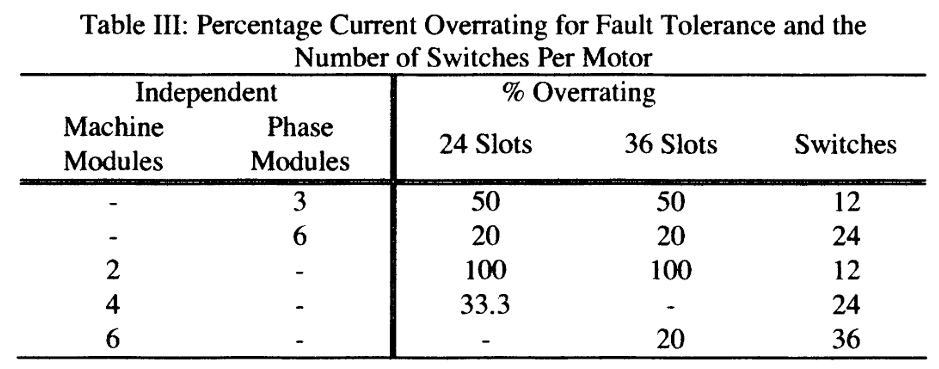 Table III: Percentage Current Overrating for Fault Tolerance and the
Number of Switches Per Motor
Independent % Overrating
Machine Modules Phase Modules 24 Slots 36 Slots Switches
- 3 50 50 12
- 6 20 20 24
2 - 100 100 12
4 - 33.3 - 24
6 - - 20 36